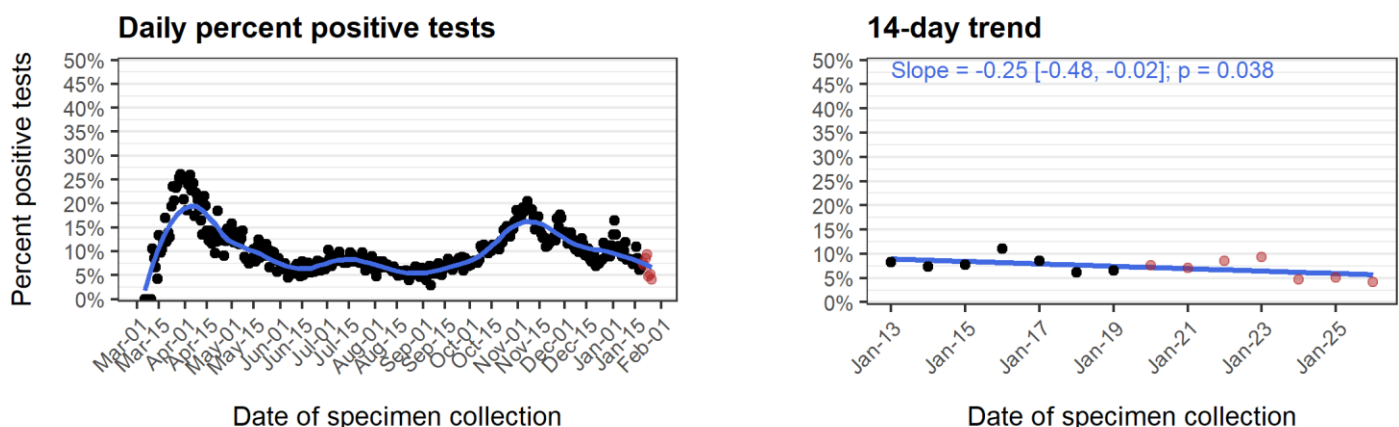 Daily percent positive tests
Percent positive tests
50%
45%
40%
35%
30%
25%
20%
15%
10%
5%
0%
Mar-01
Mar-15
Apr-01
Apr-15
May-01
May-15
Jun-01
Jun-15
Jul-01
Jul-15
Aug-01
Aug-15
Sep-01
Sep-15
Oct-01
Oct-15
Nov-01
Nov-15
Dec-01
Dec-15
Jan-01
Jan-15
Feb-01
Date of specimen collection
14-day trend
Slope = -0.25 [-0.48, -0.02]; p = 0.038
50%
45%
40%
35%
30%
25%
20%
15%
10%
5%
0%
Jan-13
Jan-15
Jan-17
Jan-19
Jan-21
Jan-23
Jan-25
Date of specimen collection